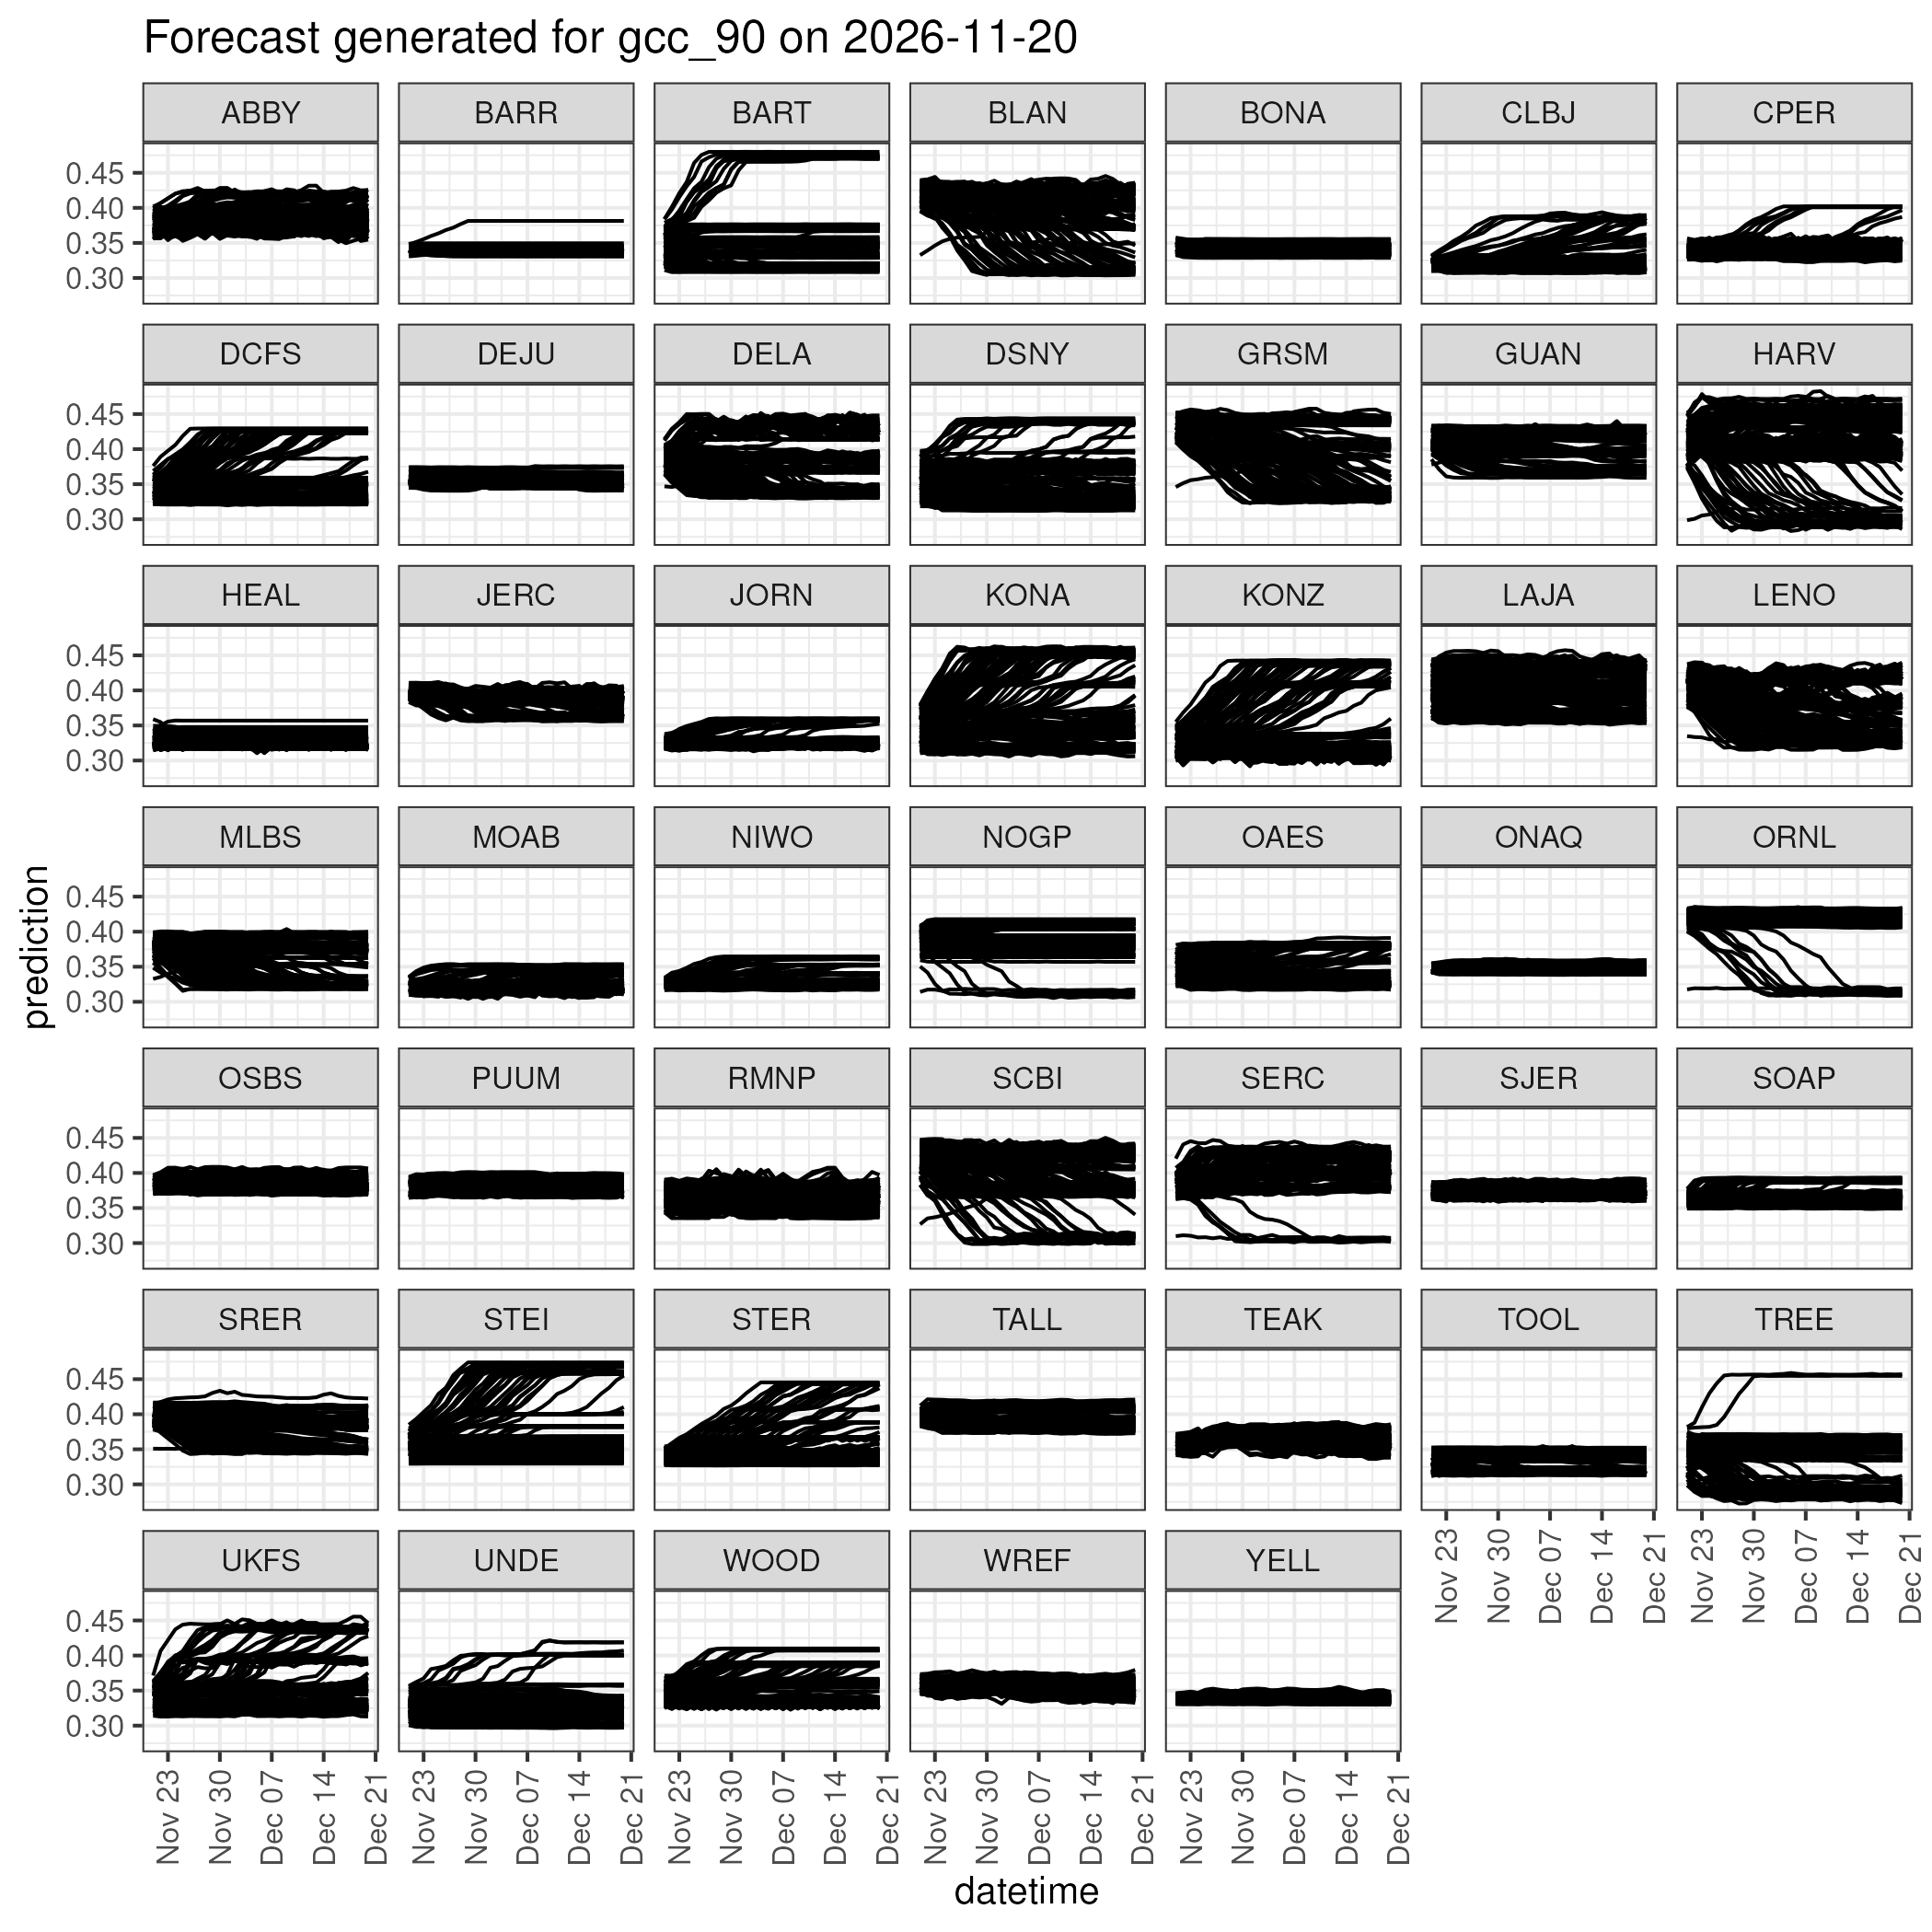 Forecast generated for gcc_90 on 2026-11-20
ABBY BARR BART BLAN BONA CLBJ CPER
0.45
0.40
0.35
0.30
DCFS DEJU DELA DSNY GRSM GUAN HARV
0.45
0.40
0.35
0.30
HEAL JERC JORN KONA KONZ LAJA LENO
0.45
0.40
0.35
0.30
MLBS MOAB NIWO NOGP OAES ONAQ ORNL
0.45
0.40
0.35
0.30
prediction
OSBS PUUM RMNP SCBI SERC SJER SOAP
0.45
0.40
0.35
0.30
SRER STEI STER TALL TEAK TOOL TREE
0.45
0.40
0.35
0.30
Nov 23 Nov 30 Dec 07 Dec 14 Dec 21 Nov 23 Nov 30 Dec 07 Dec 14 Dec 21
UKFS UNDE WOOD WREF YELL
0.45
0.40
0.35
0.30
Nov 23 Nov 30 Dec 07 Dec 14 Dec 21 Nov 23 Nov 30 Dec 07 Dec 14 Dec 21 Nov 23 Nov 30 Dec 07 Dec 14 Dec 21 Nov 23 Nov 30 Dec 07 Dec 14 Dec 21 Nov 23 Nov 30 Dec 07 Dec 14 Dec 21
datetime